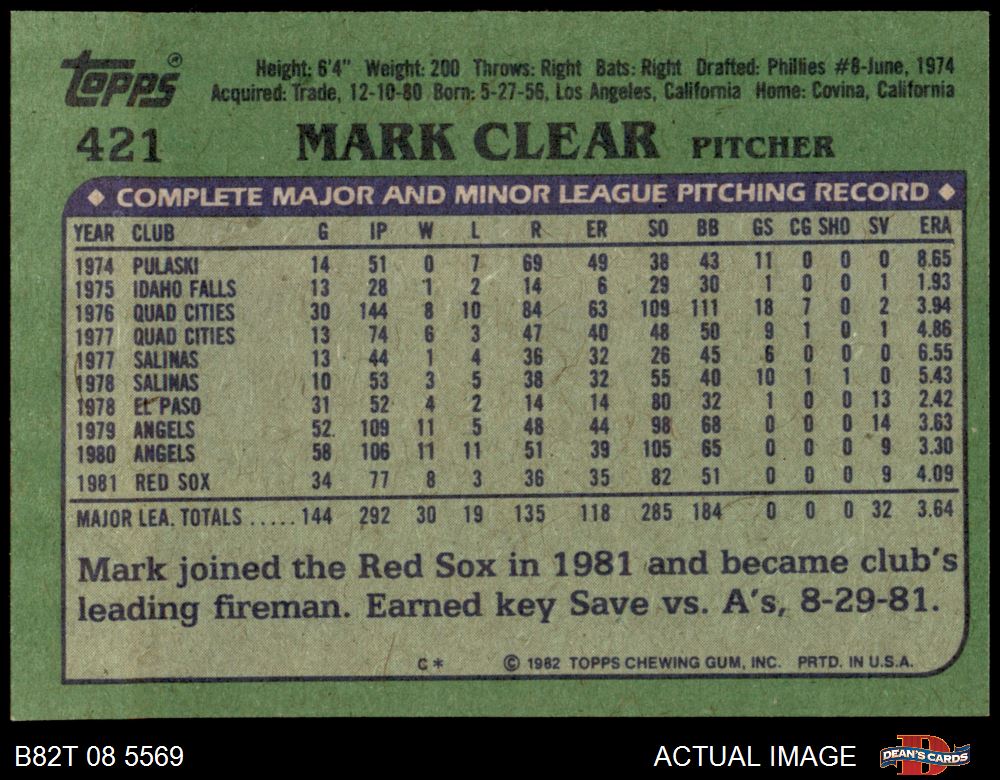 topps®
Height: 6'4" Weight: 200 Throws: Right Bats: Right Drafted: Phillies #8-June, 1974
Acquired: Trade, 12-10-80 Born: 5-27-56, Los Angeles, California Home: Covina, California
421 MARK CLEAR PITCHER
◆ COMPLETE MAJOR AND MINOR LEAGUE PITCHING RECORD ◆
YEAR CLUB G IP W L R ER SO BB GS CG SHO SV ERA
1974 PULASKI 14 51 0 7 69 49 38 43 11 0 0 0 8.65
1975 IDAHO FALLS 13 28 1 2 14 6 29 30 1 0 0 1 1.93
1976 QUAD CITIES 30 144 8 10 84 63 109 111 18 7 0 2 3.94
1977 QUAD CITIES 13 74 6 3 47 40 48 50 9 1 0 1 4.86
1977 SALINAS 13 44 1 4 36 32 26 45 6 0 0 0 6.55
1978 SALINAS 10 53 3 5 38 32 55 40 10 1 1 0 5.43
1978 EL PASO 31 52 4 2 14 14 80 32 1 0 0 13 2.42
1979 ANGELS 52 109 11 5 48 44 98 68 0 0 0 14 3.63
1980 ANGELS 58 106 11 11 51 39 105 65 0 0 0 9 3.30
1981 RED SOX 34 77 8 3 36 35 82 51 0 0 0 9 4.09
MAJOR LEA. TOTALS ..... 144 292 30 19 135 118 285 184 0 0 0 32 3.64
Mark joined the Red Sox in 1981 and became club's
leading fireman. Earned key Save vs. A's, 8-29-81.
C* © 1982 TOPPS CHEWING GUM, INC. PRTD. IN U.S.A.
B82T 08 5569 ACTUAL IMAGE DEAN'S CARDS